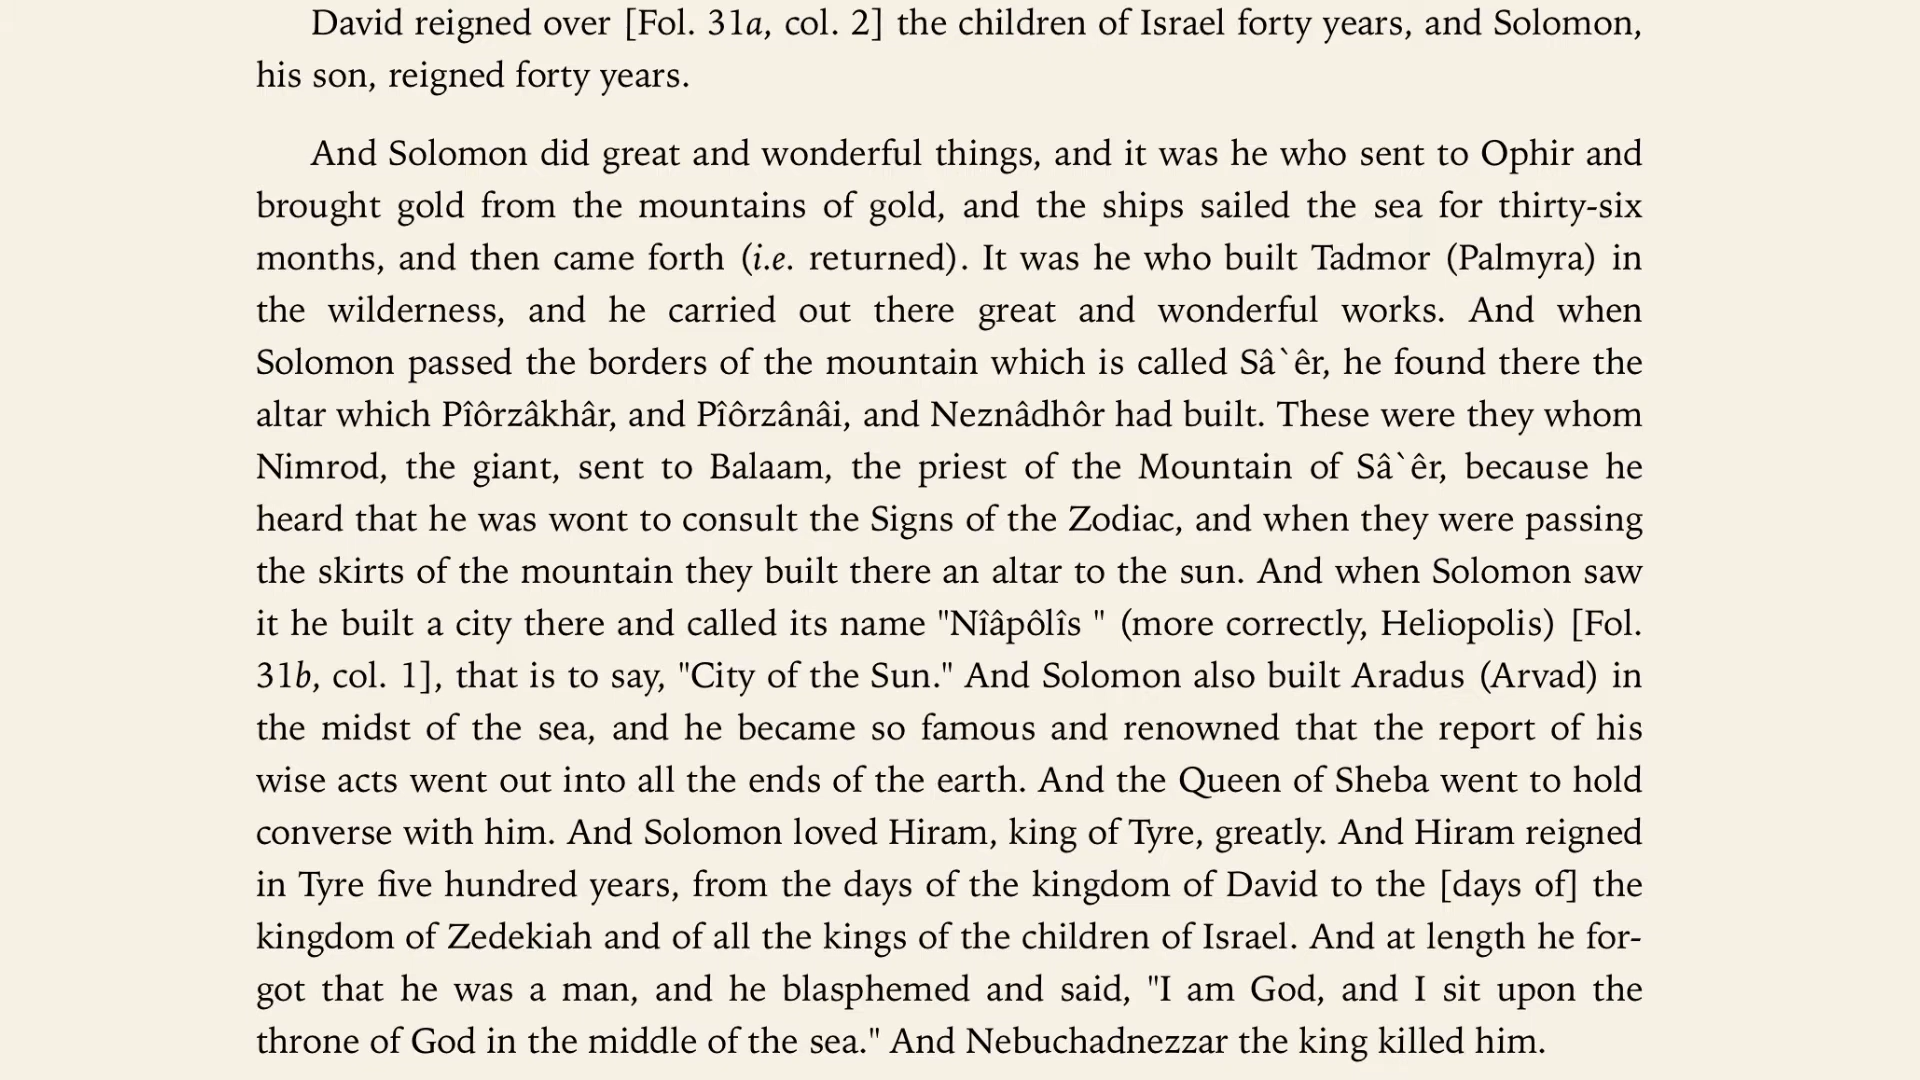 David reigned over [Fol. 31a, col. 2] the children of Israel forty years, and Solomon,
his son, reigned forty years.
And Solomon did great and wonderful things, and it was he who sent to Ophir and
brought gold from the mountains of gold, and the ships sailed the sea for thirty-six
months, and then came forth (i.e. returned). It was he who built Tadmor (Palmyra) in
the wilderness, and he carried out there great and wonderful works. And when
Solomon passed the borders of the mountain which is called Sâ`êr, he found there the
altar which Pîôrzâkhâr, and Pîôrzânâi, and Neznâdhôr had built. These were they whom
Nimrod, the giant, sent to Balaam, the priest of the Mountain of Sâ`êr, because he
heard that he was wont to consult the Signs of the Zodiac, and when they were passing
the skirts of the mountain they built there an altar to the sun. And when Solomon saw
it he built a city there and called its name "Nîâpôlîs " (more correctly, Heliopolis) [Fol.
31b, col. 1], that is to say, "City of the Sun." And Solomon also built Aradus (Arvad) in
the midst of the sea, and he became so famous and renowned that the report of his
wise acts went out into all the ends of the earth. And the Queen of Sheba went to hold
converse with him. And Solomon loved Hiram, king of Tyre, greatly. And Hiram reigned
in Tyre five hundred years, from the days of the kingdom of David to the [days of] the
kingdom of Zedekiah and of all the kings of the children of Israel. And at length he for-
got that he was a man, and he blasphemed and said, "I am God, and I sit upon the
throne of God in the middle of the sea." And Nebuchadnezzar the king killed him.